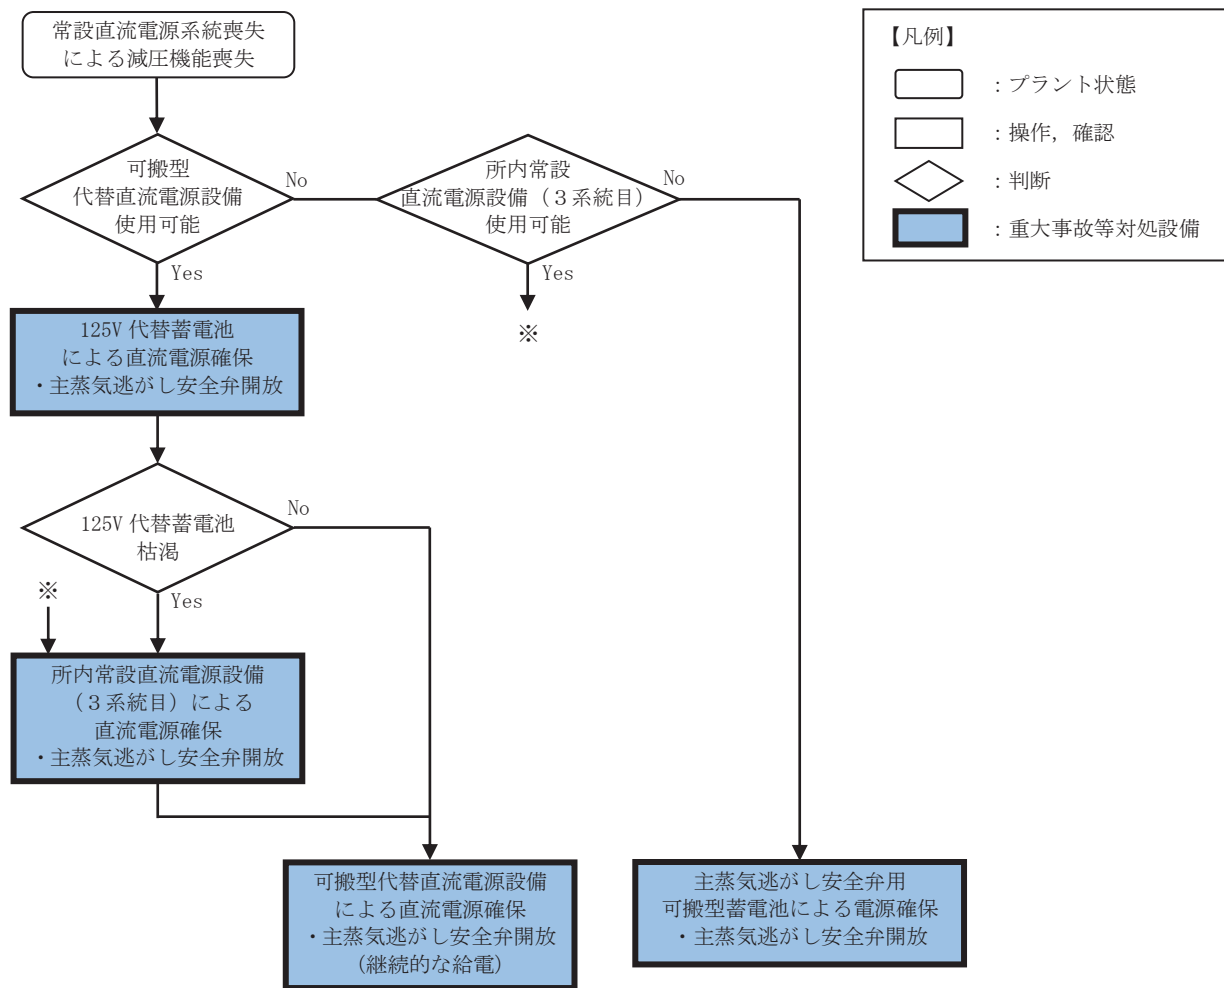 常設直流電源系統喪失
による減圧機能喪失
可搬型
代替直流電源設備
使用可能
No
Yes
所内常設
直流電源設備（３系統目）
使用可能
No
Yes
※
125V 代替蓄電池
による直流電源確保
・主蒸気逃がし安全弁開放
125V 代替蓄電池
枯渇
No
Yes
※
所内常設直流電源設備
（３系統目）による
直流電源確保
・主蒸気逃がし安全弁開放
可搬型代替直流電源設備
による直流電源確保
・主蒸気逃がし安全弁開放
（継続的な給電）
主蒸気逃がし安全弁用
可搬型蓄電池による電源確保
・主蒸気逃がし安全弁開放
【凡例】
：プラント状態
：操作，確認
：判断
：重大事故等対処設備